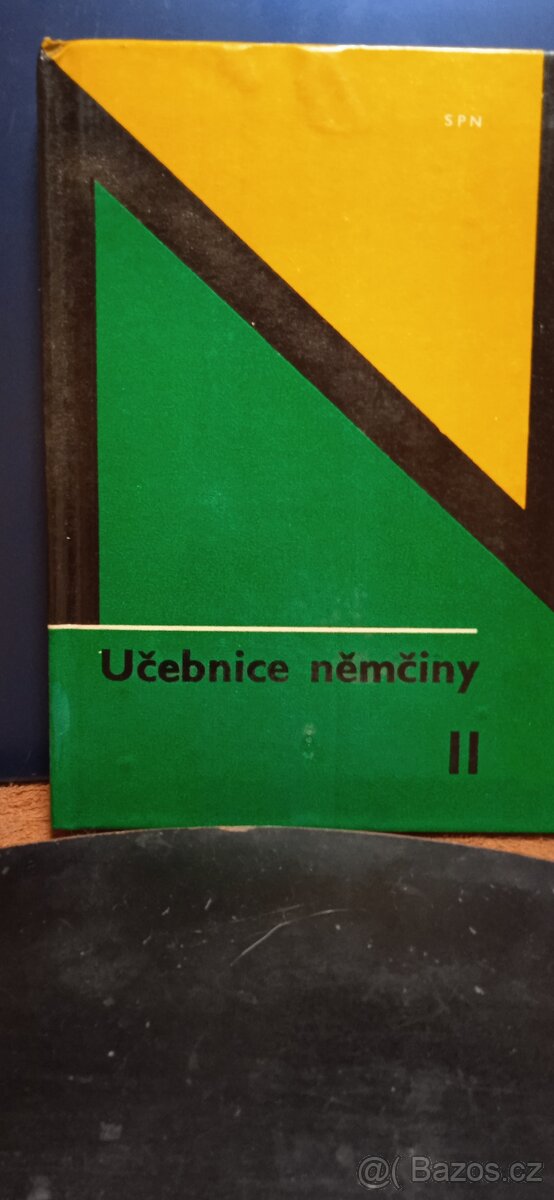 SPN
Učebnice němčiny
II
@( Bazos.cz